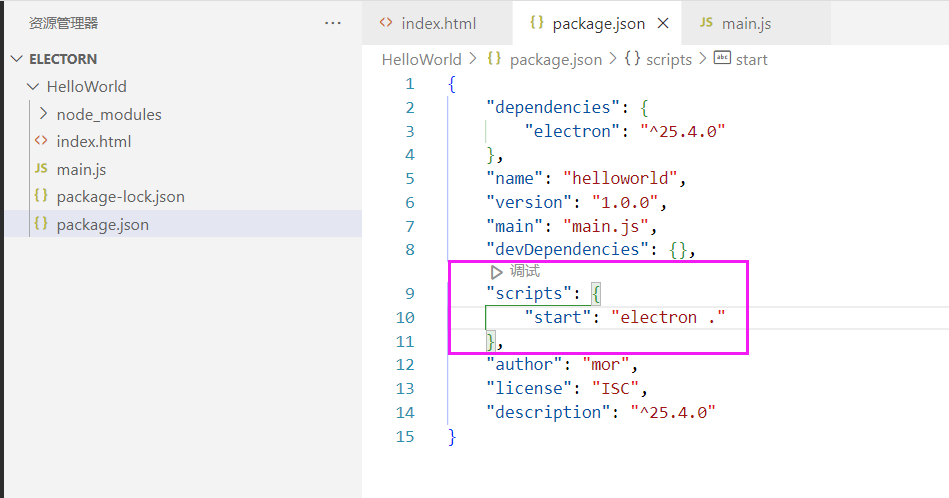 资源管理器 ···
ELECTORN
HelloWorld
node_modules
<> index.html
JS main.js
{} package-lock.json
{} package.json
<> index.html {} package.json × JS main.js
HelloWorld > {} package.json > {} scripts > abc start
1 {
2 "dependencies": {
3 "electron": "^25.4.0"
4 },
5 "name": "helloworld",
6 "version": "1.0.0",
7 "main": "main.js",
8 "devDependencies": {},
调试
9 "scripts": {
10 "start": "electron ."
11 },
12 "author": "mor",
13 "license": "ISC",
14 "description": "^25.4.0"
15 }